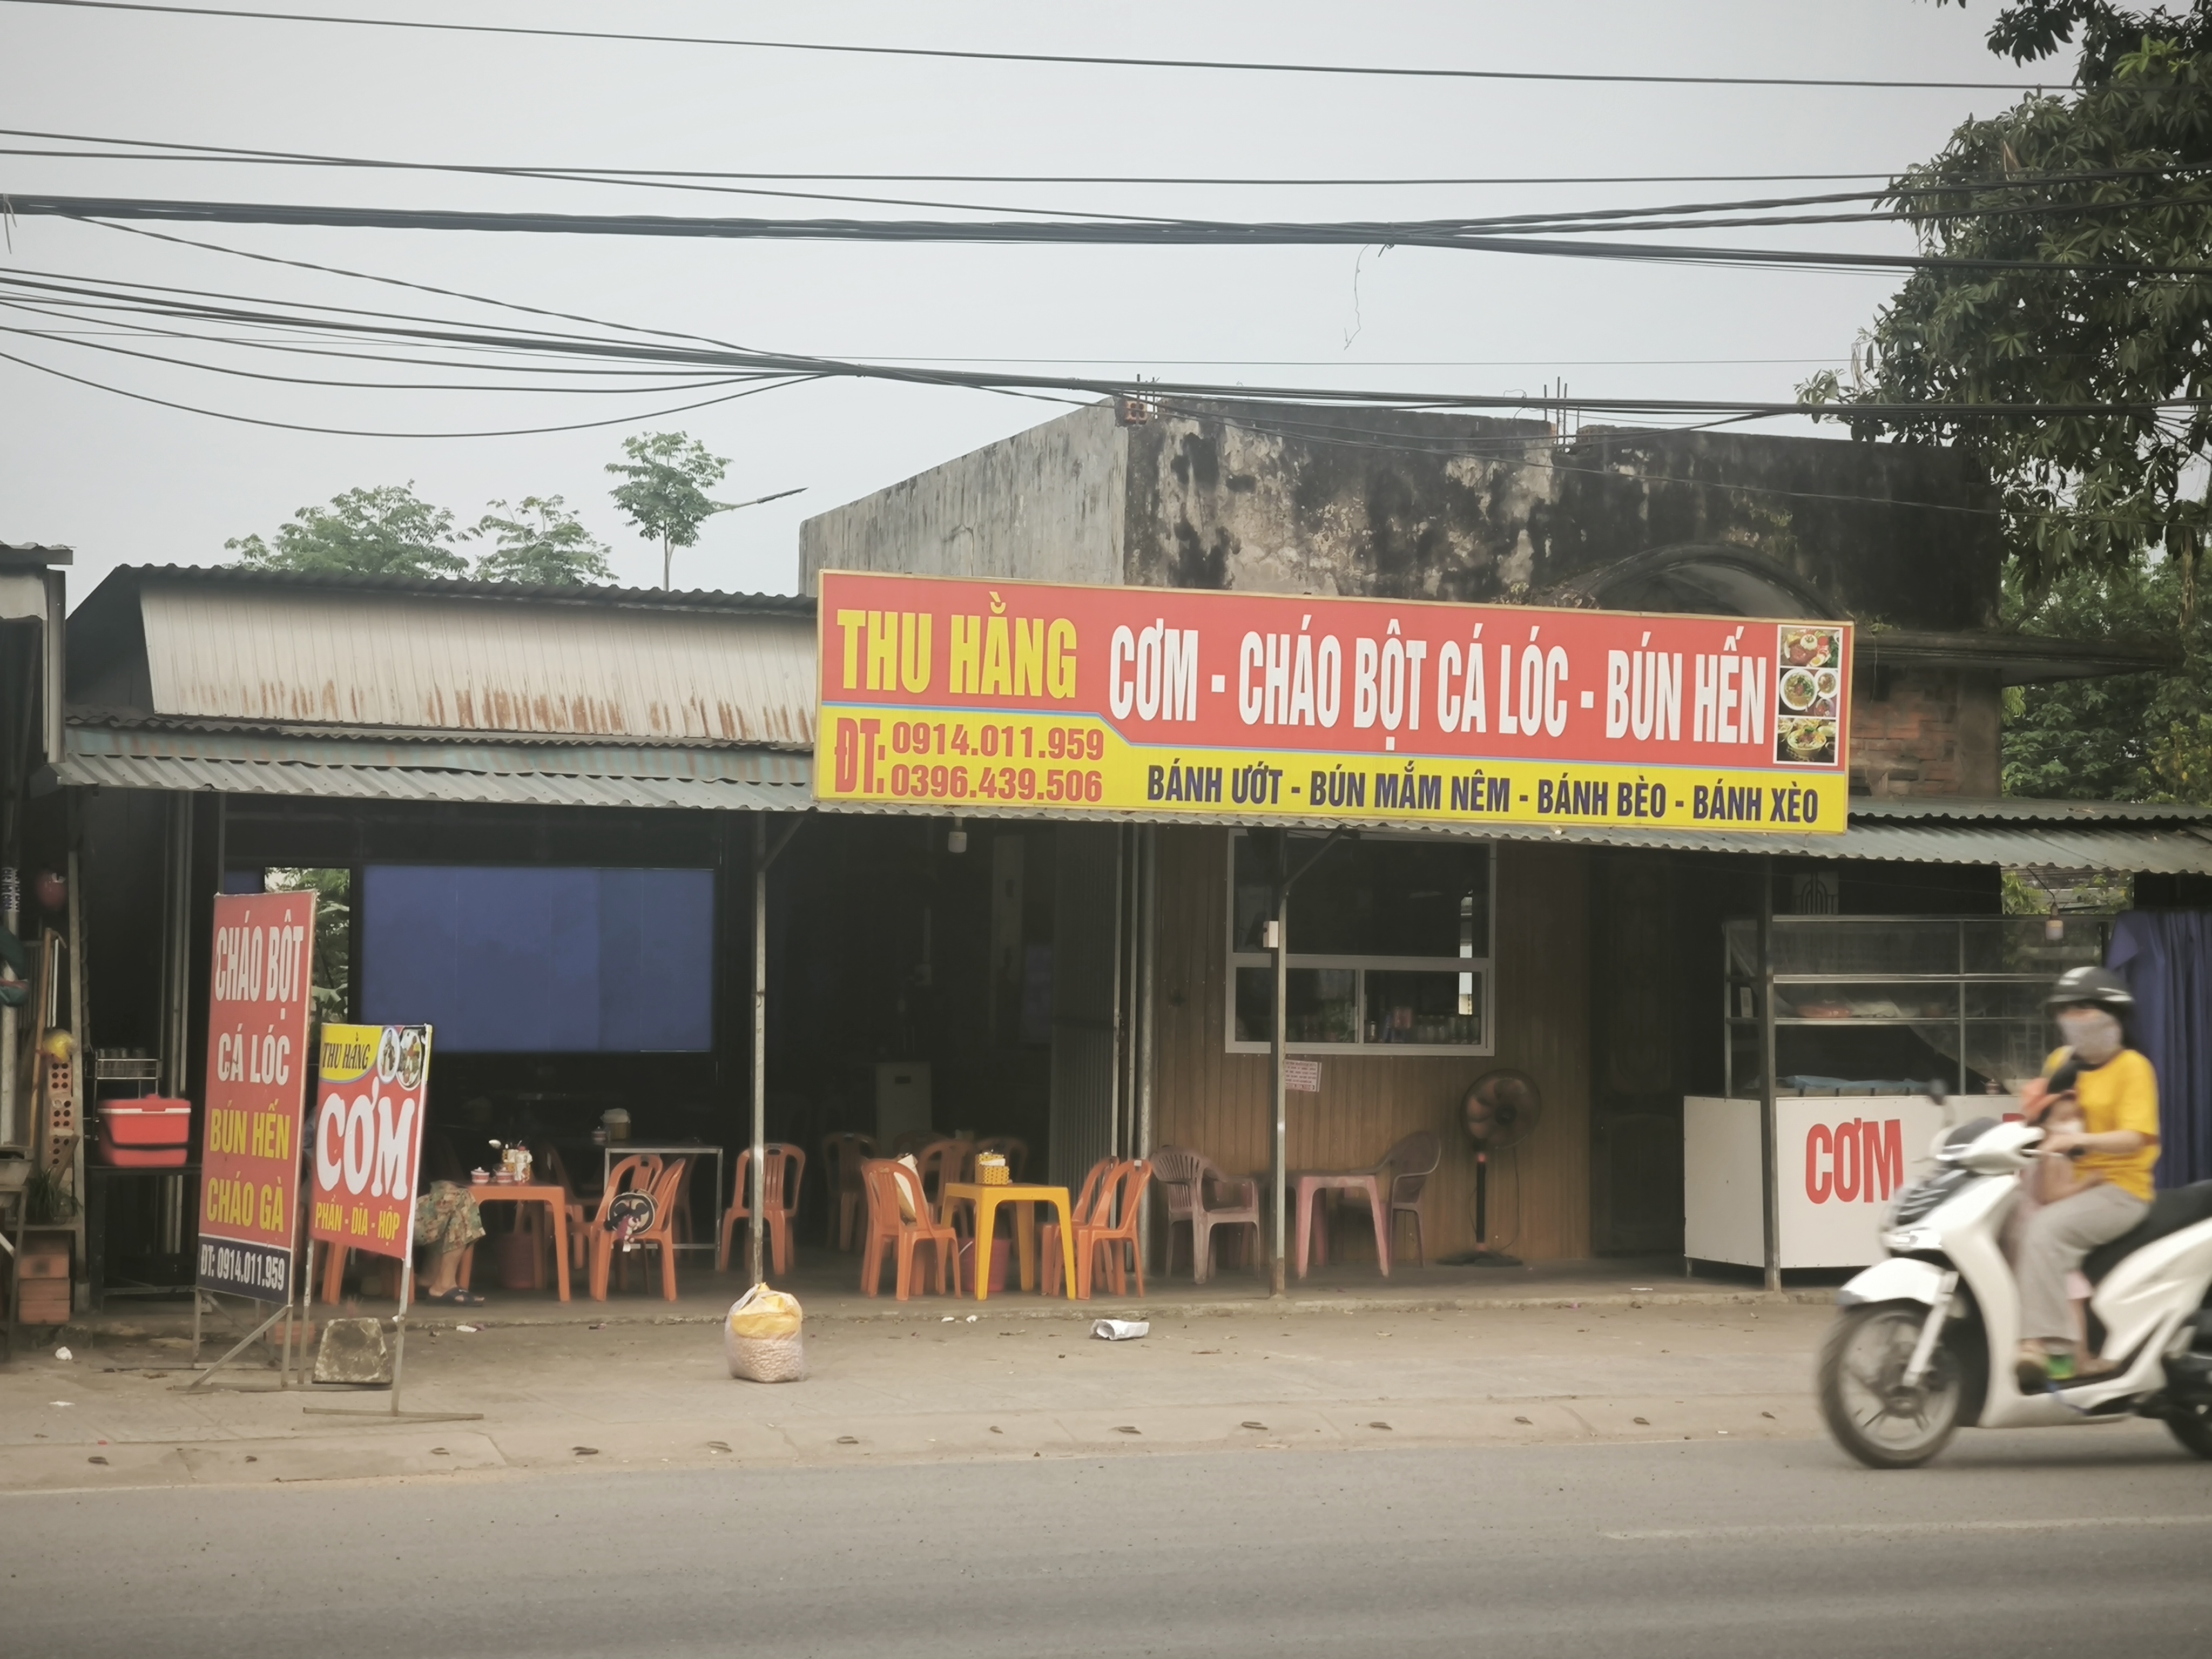 THU HẰNG
CƠM - CHÁO BỘT CÁ LÓC - BÚN HẾN
ĐT: 0914.011.959
0396.439.506
BÁNH ƯỚT - BÚN MẮM NÊM - BÁNH BÈO - BÁNH XÈO
CHÁO BỘT
CÁ LÓC
BÚN HẾN
CHÁO GÀ
ĐT: 0914.011.959
THU HẰNG
CƠM
PHẦN - DĨA - HỘP
CƠM